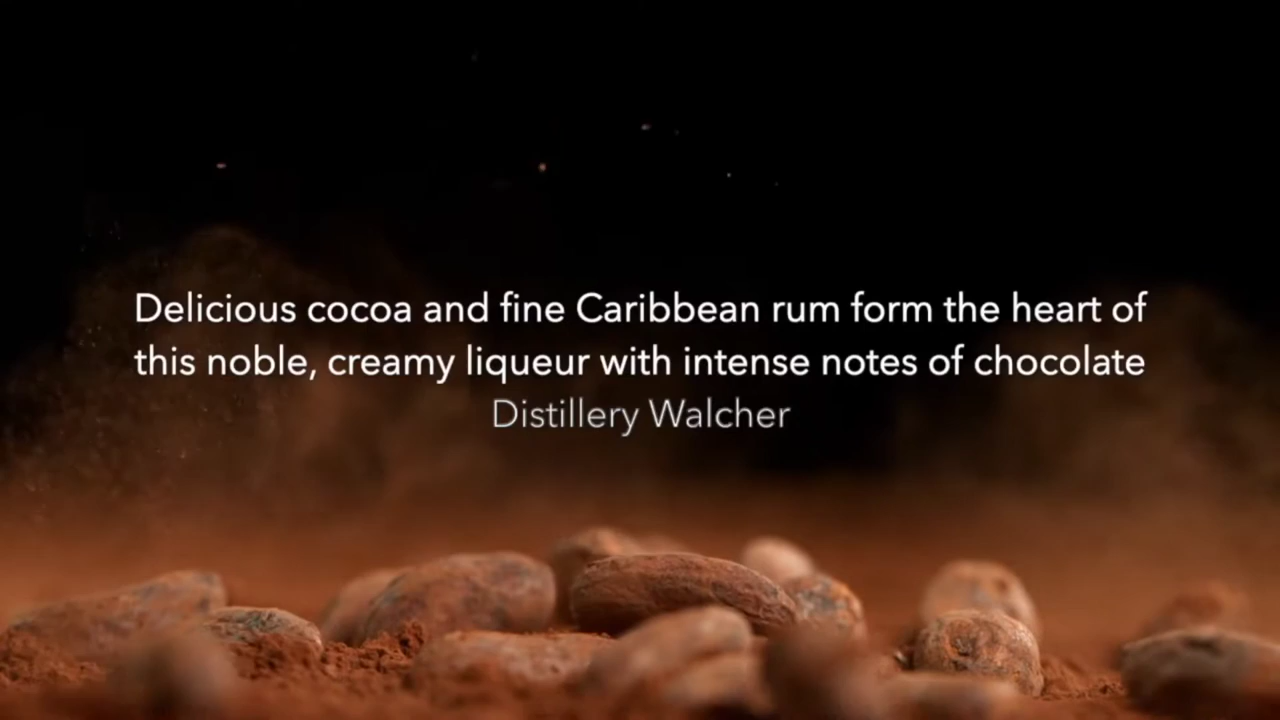 Delicious cocoa and fine Caribbean rum form the heart of
this noble, creamy liqueur with intense notes of chocolate
Distillery Walcher